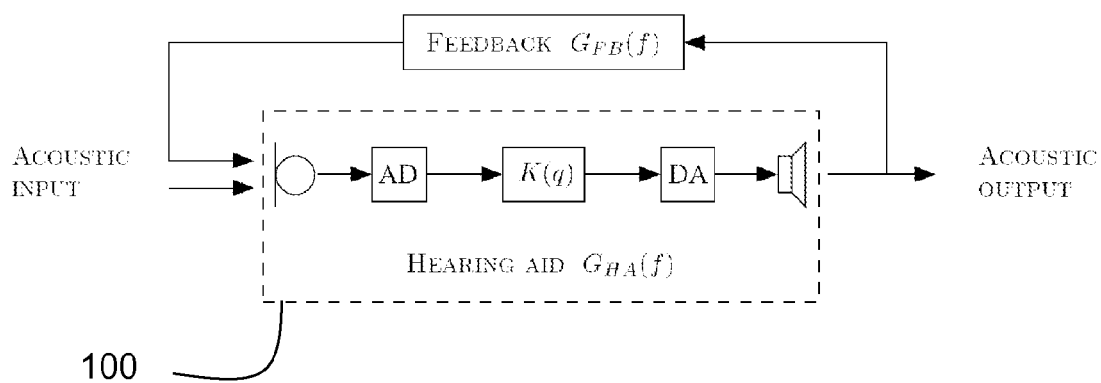 FEEDBACK G_{FB}(f)
ACOUSTIC
INPUT
AD
K(q)
DA
ACOUSTIC
OUTPUT
HEARING AID G_{HA}(f)
100